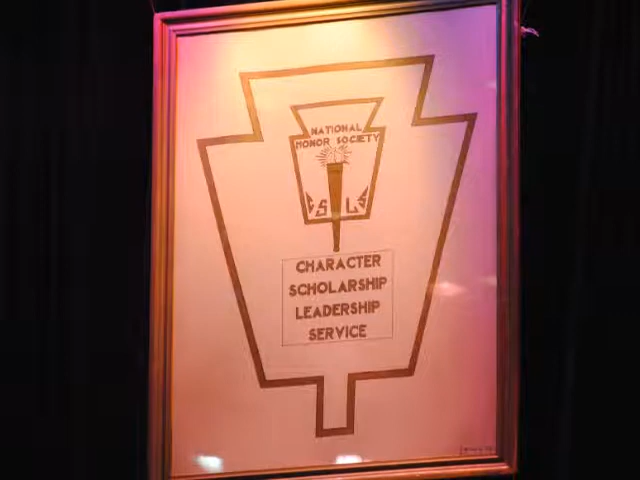 NATIONAL
HONOR SOCIETY
C S L S
CHARACTER
SCHOLARSHIP
LEADERSHIP
SERVICE